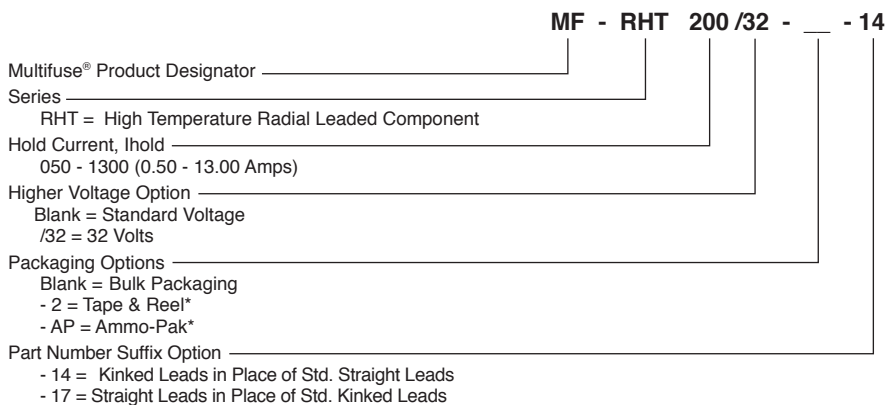 MF - RHT 200 /32 - __ - 14
Multifuse® Product Designator
Series
RHT = High Temperature Radial Leaded Component
Hold Current, Ihold
050 - 1300 (0.50 - 13.00 Amps)
Higher Voltage Option
Blank = Standard Voltage
/32 = 32 Volts
Packaging Options
Blank = Bulk Packaging
- 2 = Tape & Reel*
- AP = Ammo-Pak*
Part Number Suffix Option
- 14 = Kinked Leads in Place of Std. Straight Leads
- 17 = Straight Leads in Place of Std. Kinked Leads